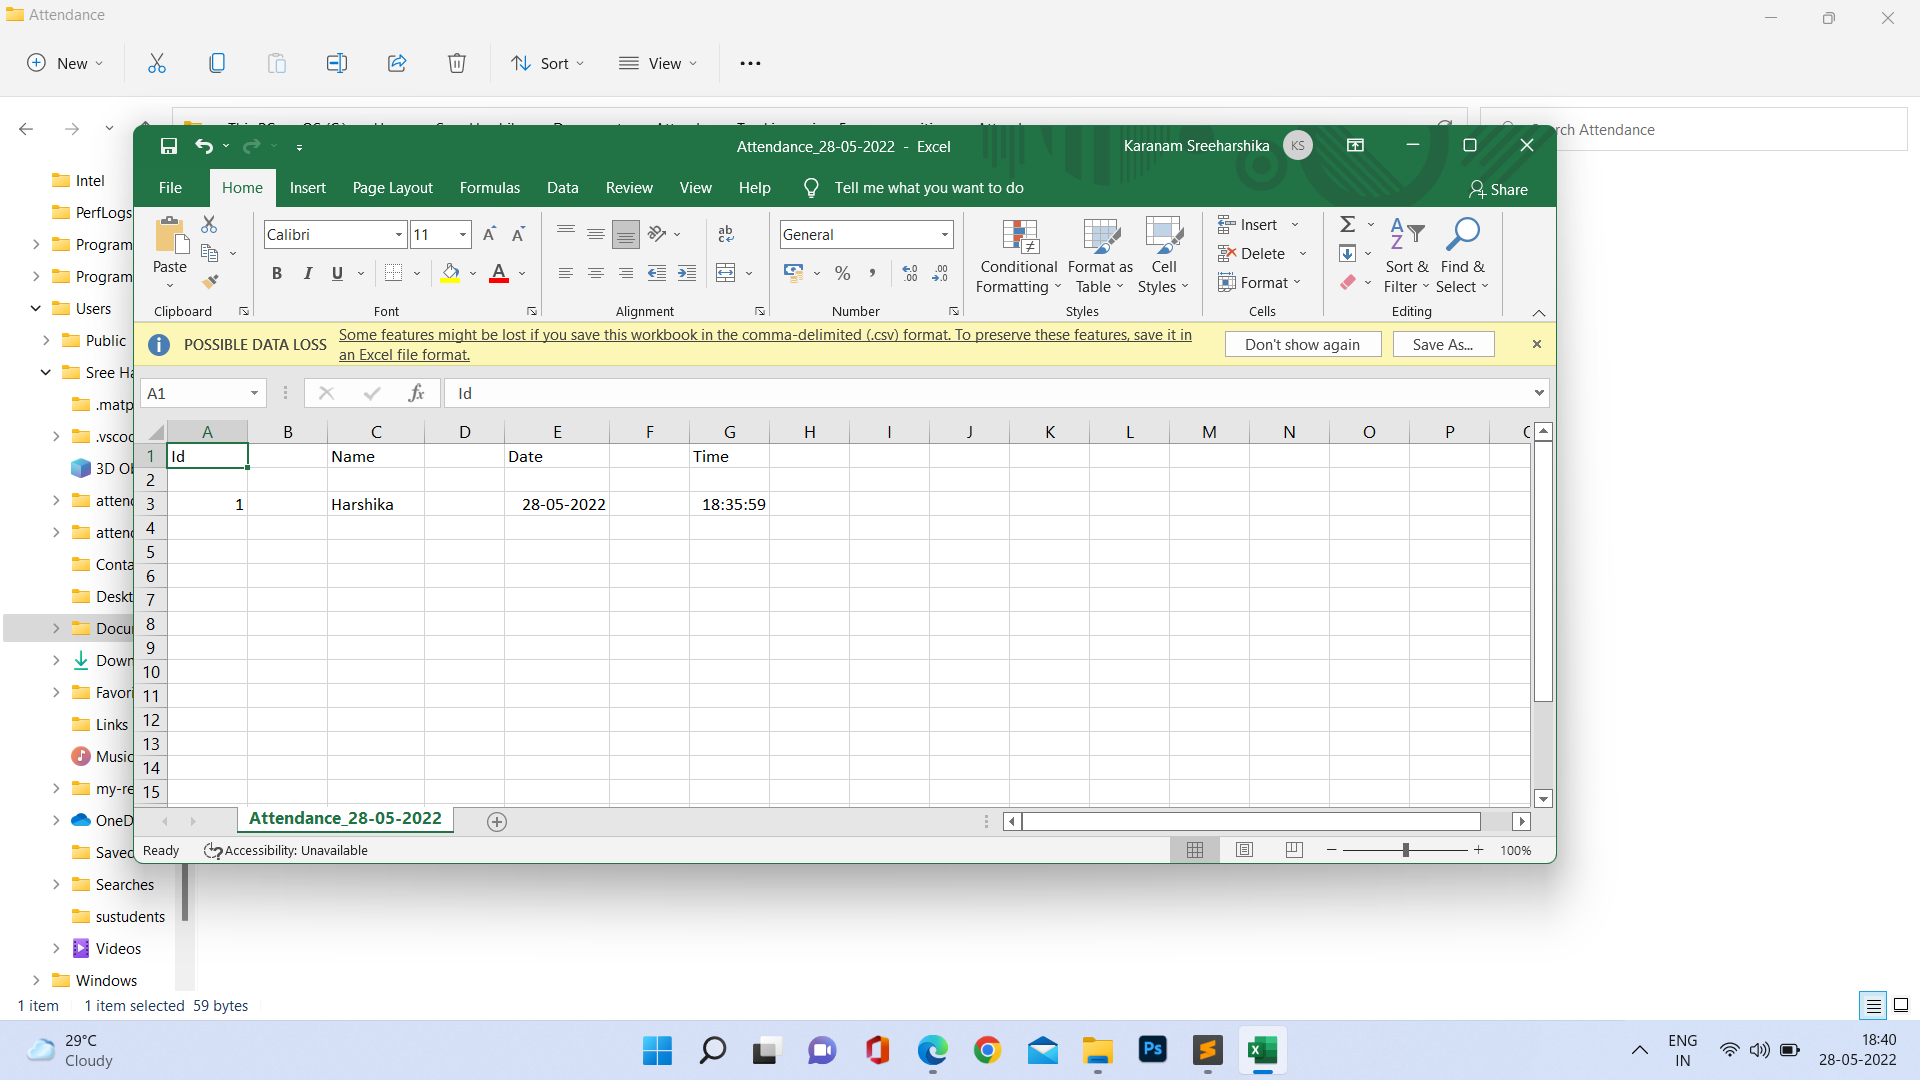 Attendance
New
Sort
View
Search Attendance
Attendance_28-05-2022 - Excel
Karanam Sreeharshika
KS
File
Home
Insert
Page Layout
Formulas
Data
Review
View
Help
Tell me what you want to do
Share
Paste
Calibri
11
General
Conditional Formatting
Format as Table
Cell Styles
Insert
Delete
Format
Sort & Filter
Find & Select
Clipboard
Font
Alignment
Number
Styles
Cells
Editing
POSSIBLE DATA LOSS
Some features might be lost if you save this workbook in the comma-delimited (.csv) format. To preserve these features, save it in
an Excel file format.
Don't show again
Save As...
A1
Id
A B C D E F G H I J K L M N O P
1 Id Name Date Time
2
3 1 Harshika 28-05-2022 18:35:59
4
5
6
7
8
9
10
11
12
13
14
15
Attendance_28-05-2022
Ready
Accessibility: Unavailable
100%
Intel
PerfLogs
Program
Program
Users
Public
Sree Ha
.matp
.vscoc
3D Ob
attend
attend
Conta
Deskt
Docu
Down
Favori
Links
Music
my-re
OneD
Saved
Searches
sustudents
Videos
Windows
1 item
1 item selected 59 bytes
29°C
Cloudy
Ps
ENG
IN
18:40
28-05-2022